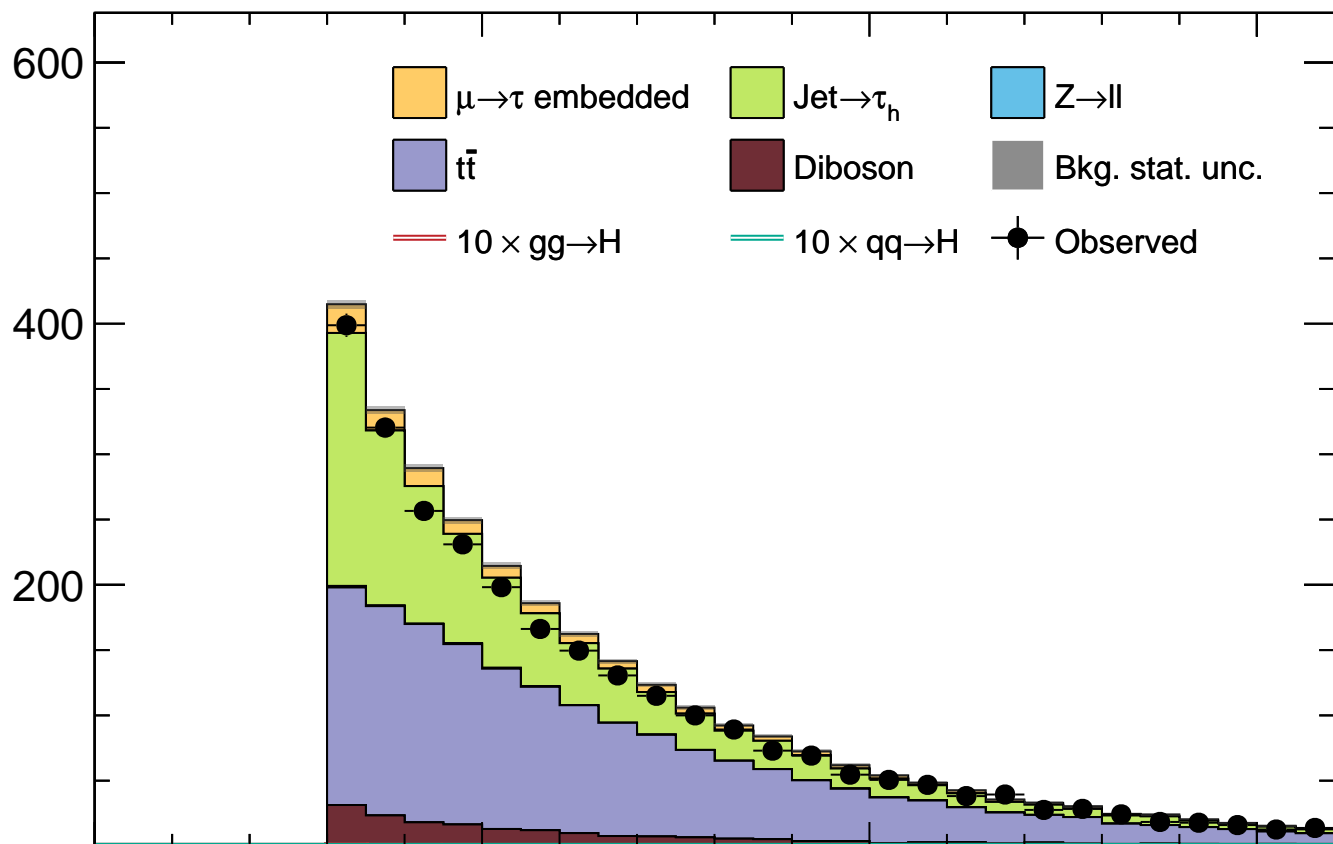 600
μ→τ embedded Jet→τₕ Z→ll
tt̄ Diboson Bkg. stat. unc.
10 × gg→H 10 × qq→H Observed
400
200